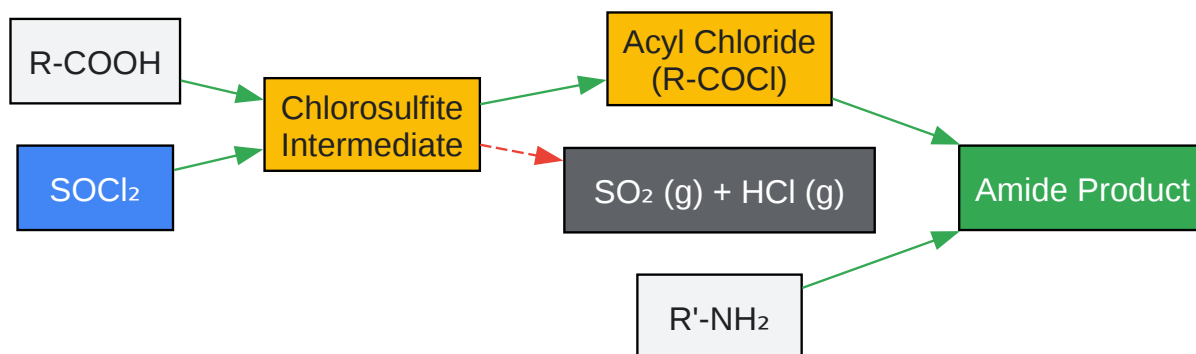 R-COOH
SOCl₂
Chlorosulfite
Intermediate
Acyl Chloride
(R-COCl)
SO₂ (g) + HCl (g)
R'-NH₂
Amide Product